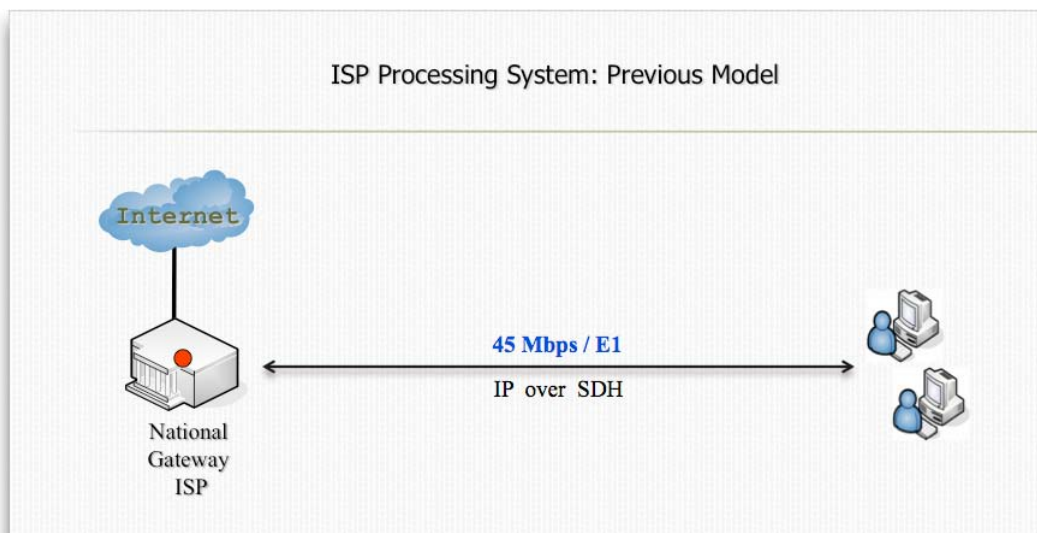 ISP Processing System: Previous Model
Internet
45 Mbps / E1
IP over SDH
National
Gateway
ISP